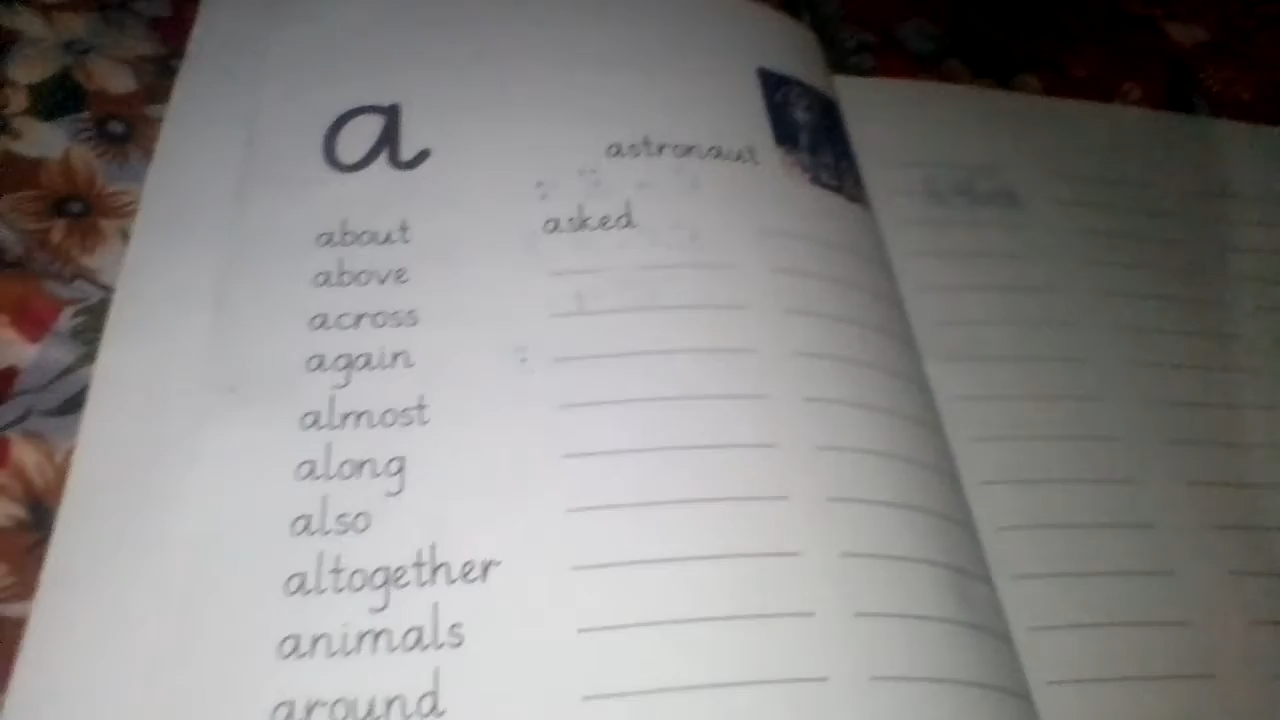 a
astronaut
about asked
above
across
again
almost
along
also
altogether
animals
around